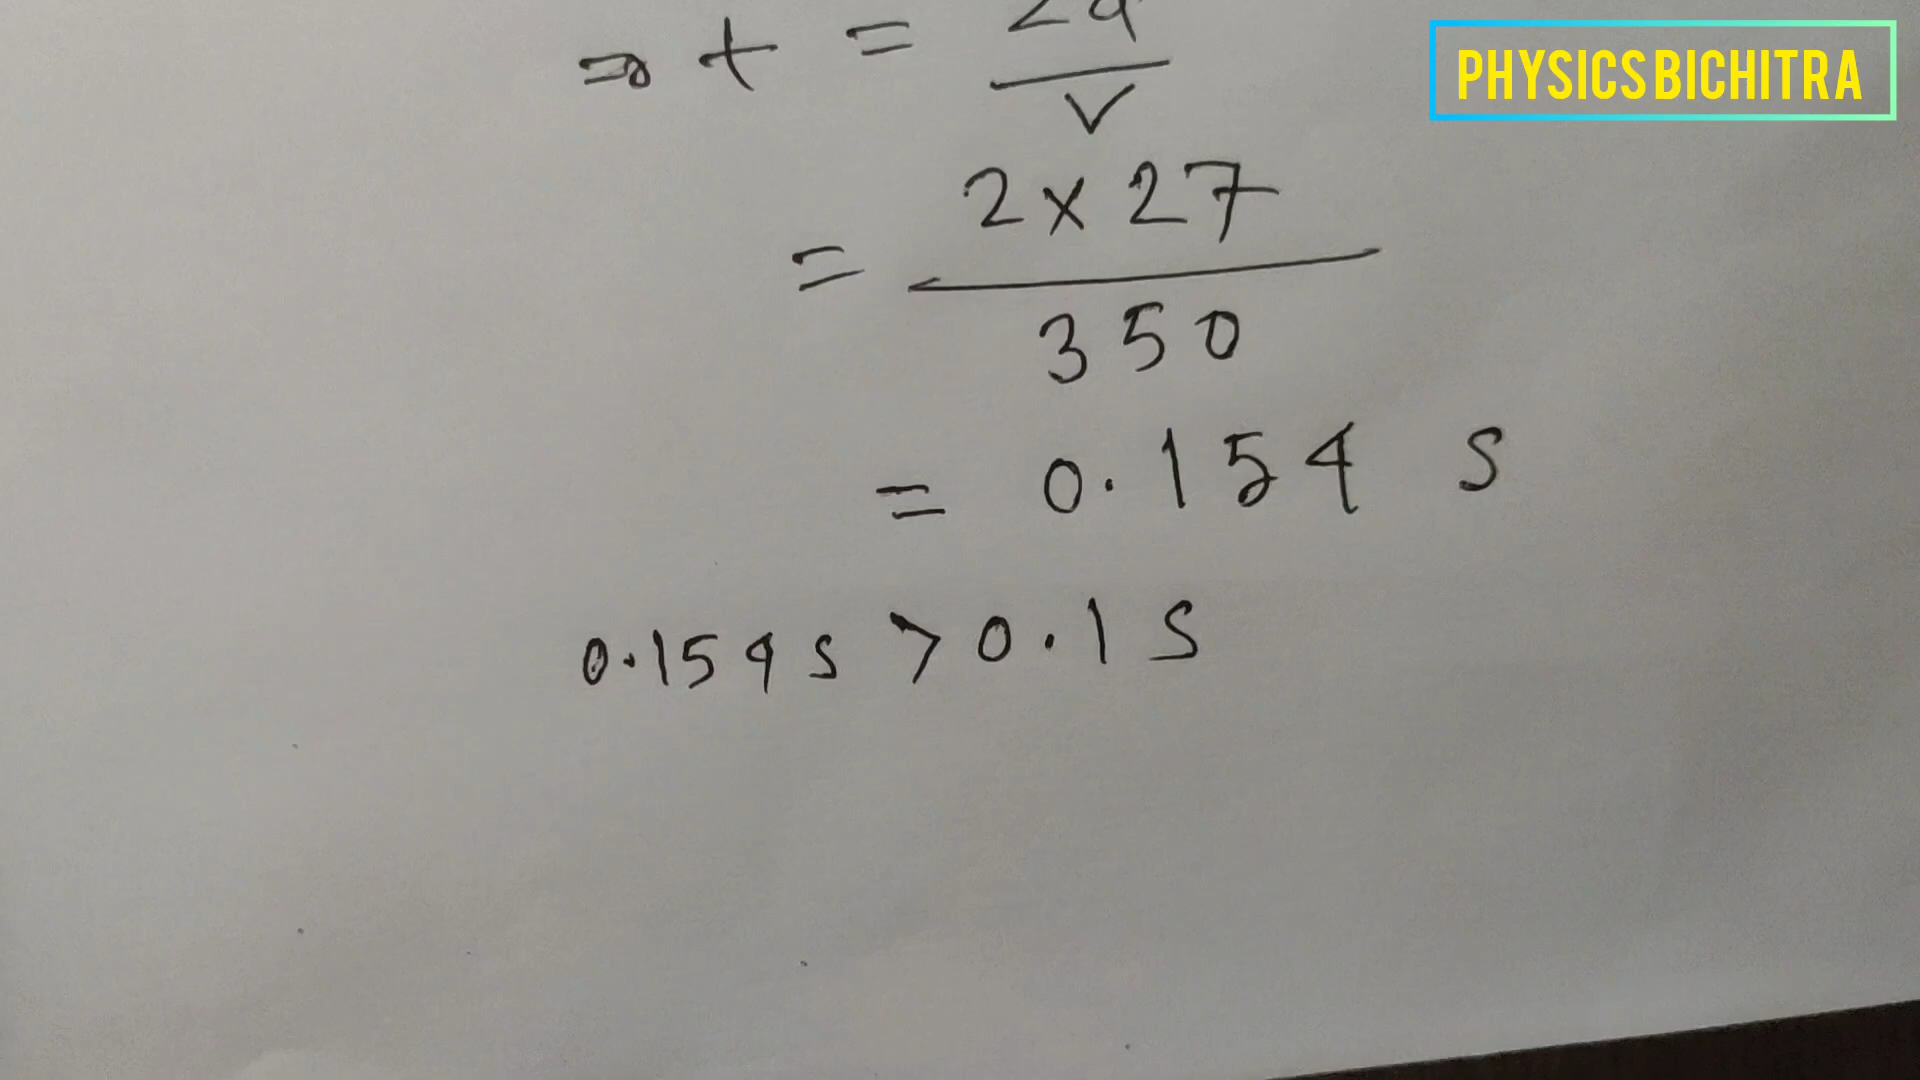 PHYSICS BICHITRA
⇒ t = 2d
V
= 2 × 27
350
= 0.154 s
0.154 s > 0.1 s